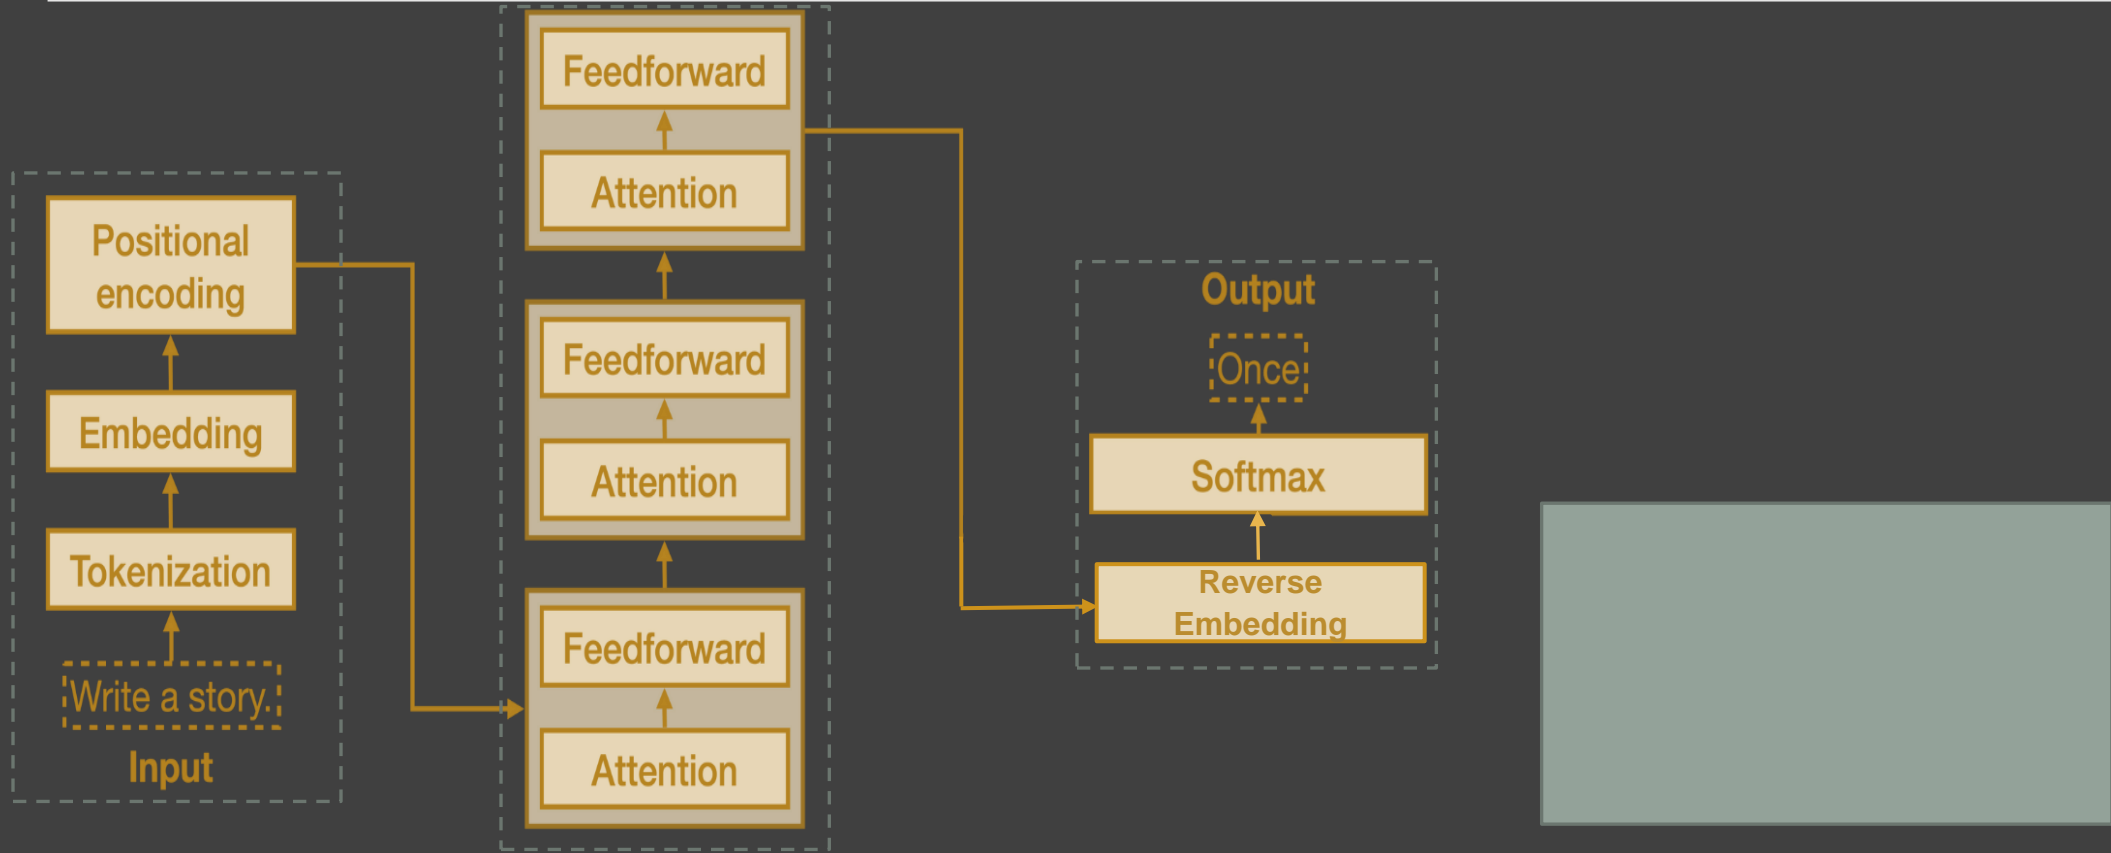 Positional
encoding
Embedding
Tokenization
Write a story.
Input
Feedforward
Attention
Feedforward
Attention
Feedforward
Attention
Output
Once
Softmax
Reverse
Embedding